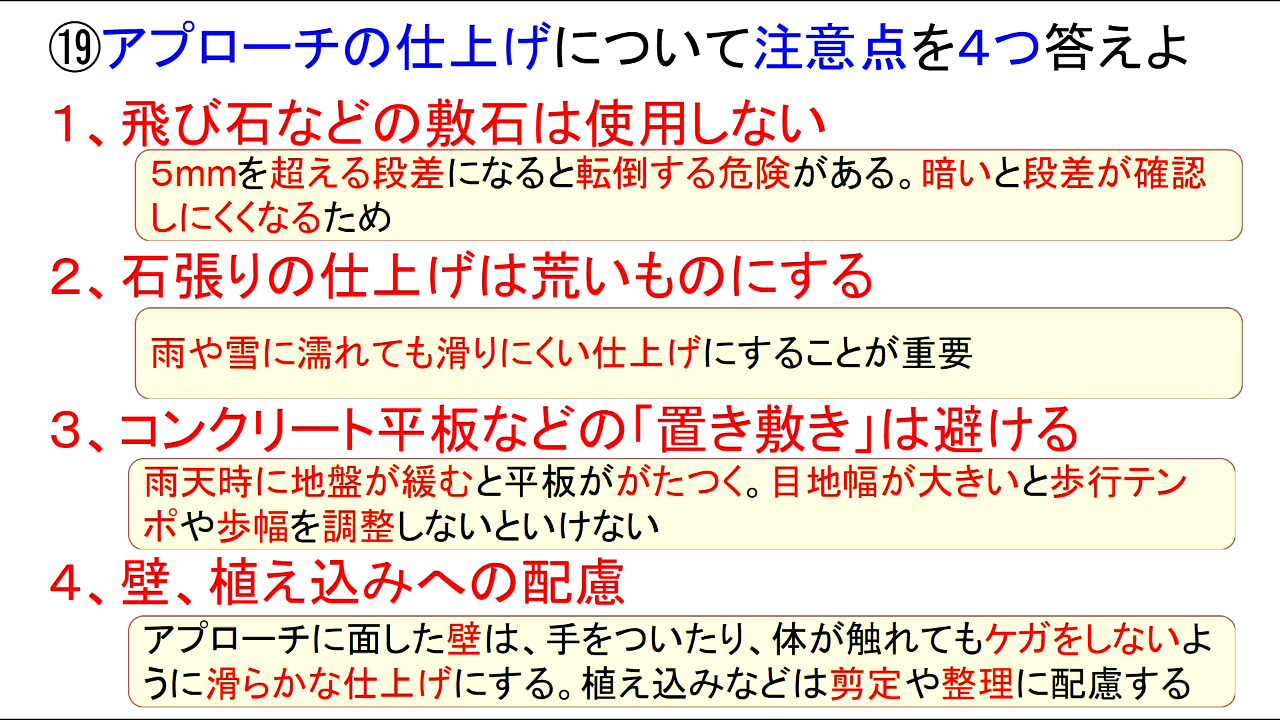 ⑲アプローチの仕上げについて注意点を４つ答えよ
１、飛び石などの敷石は使用しない
５mmを超える段差になると転倒する危険がある。暗いと段差が確認
しにくくなるため
２、石張りの仕上げは荒いものにする
雨や雪に濡れても滑りにくい仕上げにすることが重要
３、コンクリート平板などの「置き敷き」は避ける
雨天時に地盤が緩むと平板ががたつく。目地幅が大きいと歩行テン
ポや歩幅を調整しないといけない
４、壁、植え込みへの配慮
アプローチに面した壁は、手をついたり、体が触れてもケガをしないよ
うに滑らかな仕上げにする。植え込みなどは剪定や整理に配慮する